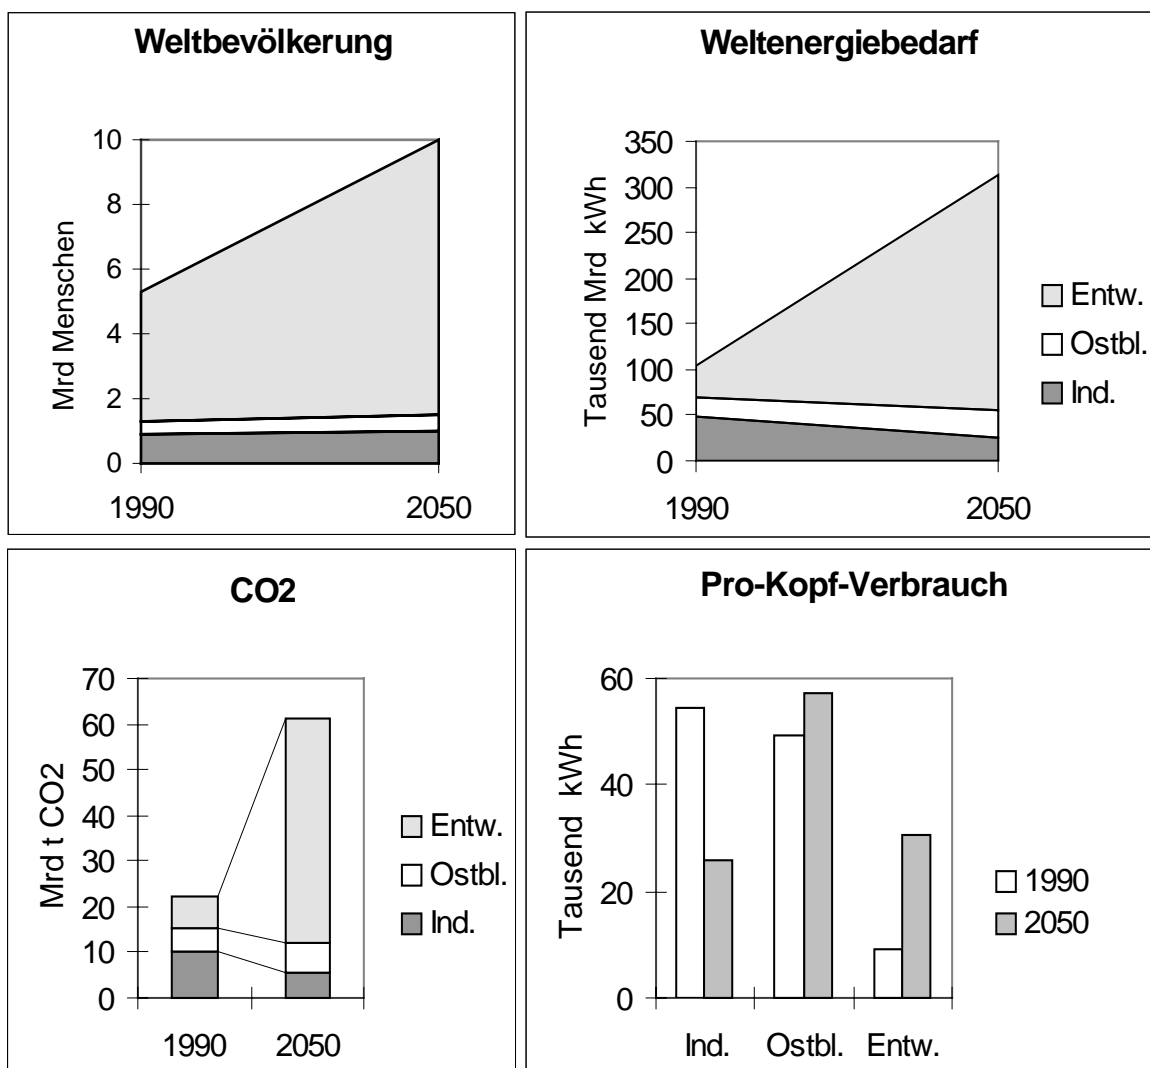 Weltbevölkerung
Mrd Menschen
10
8
6
4
2
0
1990 2050
Weltenergiebedarf
Tausend Mrd kWh
350
300
250
200
150
100
50
0
1990 2050
Entw.
Ostbl.
Ind.
CO2
Mrd t CO2
70
60
50
40
30
20
10
0
1990 2050
Entw.
Ostbl.
Ind.
Pro-Kopf-Verbrauch
Tausend kWh
60
40
20
0
Ind. Ostbl. Entw.
1990
2050